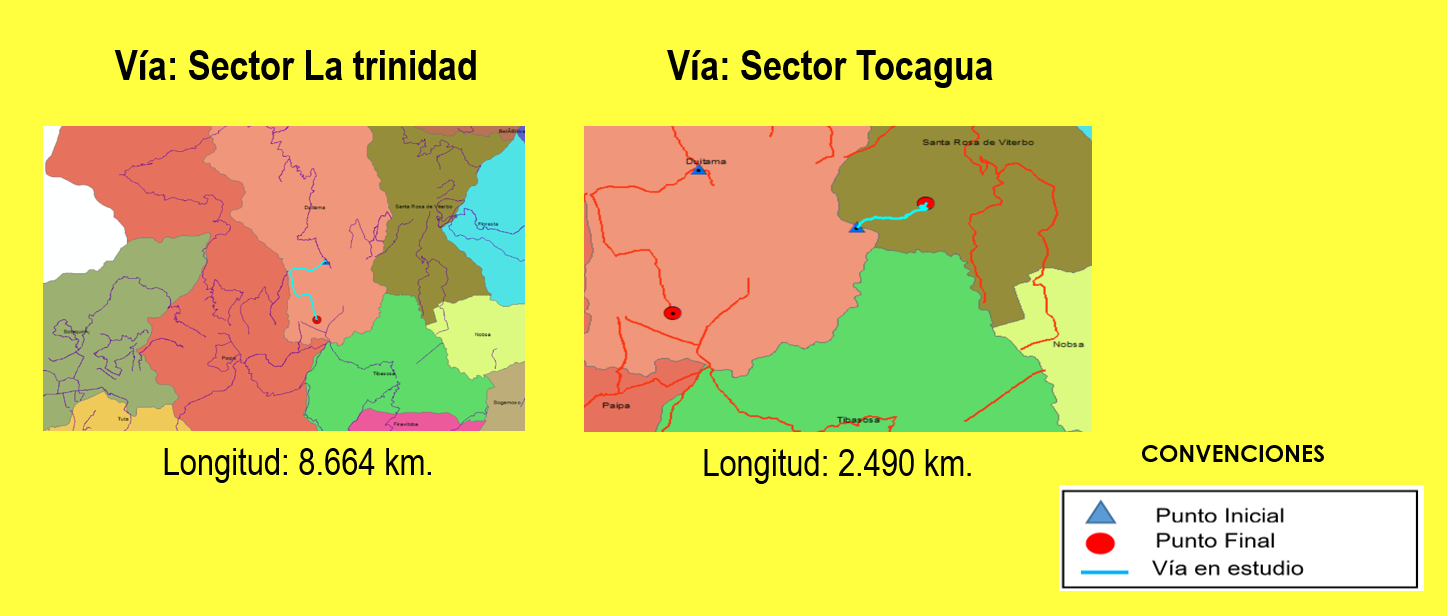 Vía: Sector La trinidad
Vía: Sector Tocagua
Duitama
Santa Rosa de Viterbo
Floresta
Sotaquira
Paipa
Nobsa
Tibasosa
Sogamoso
Tuta
Firavitoba
Santa Rosa de Viterbo
Duitama
Nobsa
Paipa
Tibasosa
Longitud: 8.664 km.
Longitud: 2.490 km.
CONVENCIONES
Punto Inicial
Punto Final
Vía en estudio